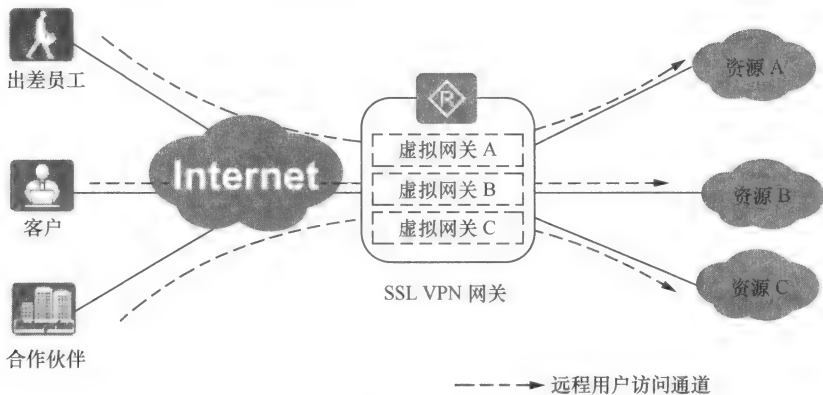 出差员工
客户
合作伙伴
Internet
R
虚拟网关 A
虚拟网关 B
虚拟网关 C
SSL VPN 网关
资源 A
资源 B
资源 C
远程用户访问通道